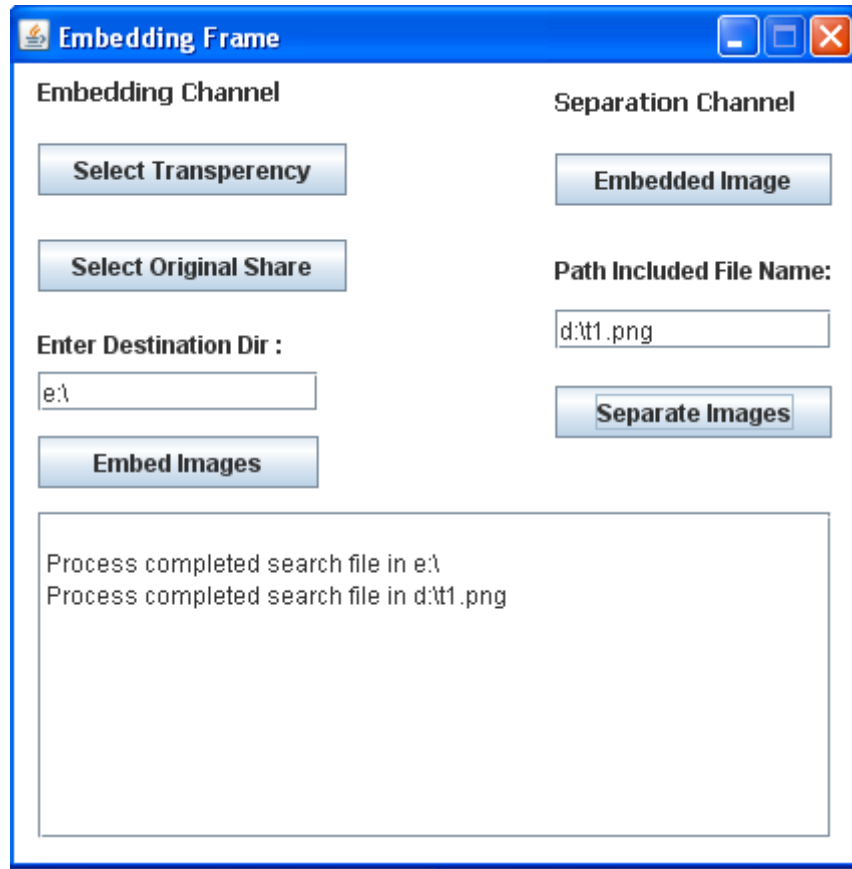 Embedding Frame
Embedding Channel
Select Transperency
Select Original Share
Enter Destination Dir :
e:\
Embed Images
Separation Channel
Embedded Image
Path Included File Name:
d:\t1.png
Separate Images
Process completed search file in e:\
Process completed search file in d:\t1.png